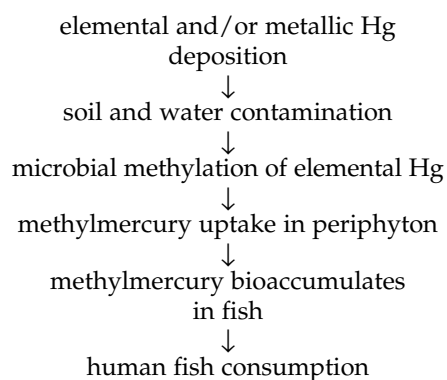 elemental and/or metallic Hg
deposition
↓
soil and water contamination
↓
microbial methylation of elemental Hg
↓
methylmercury uptake in periphyton
↓
methylmercury bioaccumulates
in fish
↓
human fish consumption